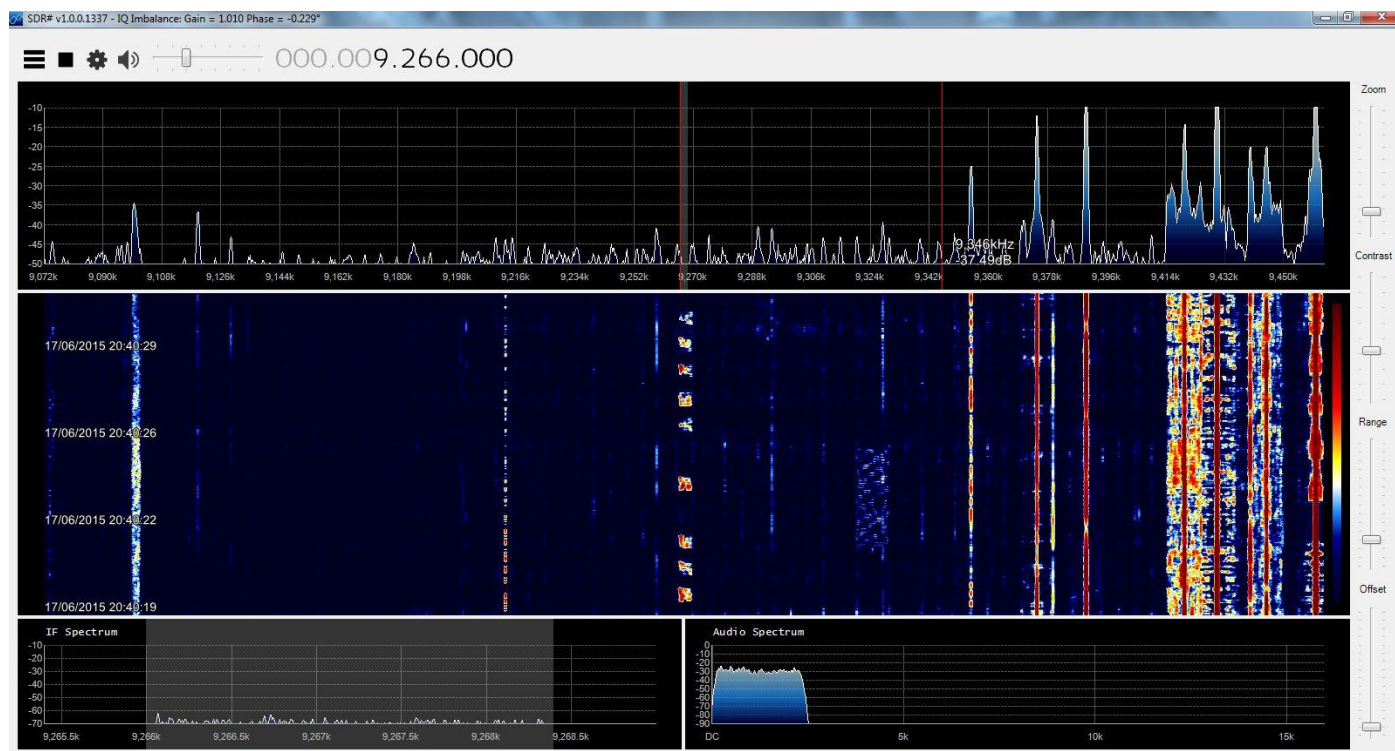 SDR# v1.0.0.1337 - IQ Imbalance: Gain = 1.010 Phase = -0.229°
000.009.266.000
Zoom
-10
-15
-20
-25
-30
-35
-40
-45
-50
9,346kHz
-37.49dB
9,072k 9,090k 9,108k 9,126k 9,144k 9,162k 9,180k 9,198k 9,216k 9,234k 9,252k 9,270k 9,288k 9,306k 9,324k 9,342k 9,360k 9,378k 9,396k 9,414k 9,432k 9,450k
Contrast
17/06/2015 20:40:29
17/06/2015 20:40:26
17/06/2015 20:40:22
17/06/2015 20:40:19
Range
Offset
IF Spectrum
-10
-20
-30
-40
-50
-60
-70
9,265.5k 9,266k 9,266.5k 9,267k 9,267.5k 9,268k 9,268.5k
Audio Spectrum
0
-10
-20
-30
-40
-50
-60
-70
-80
-90
DC 5k 10k 15k